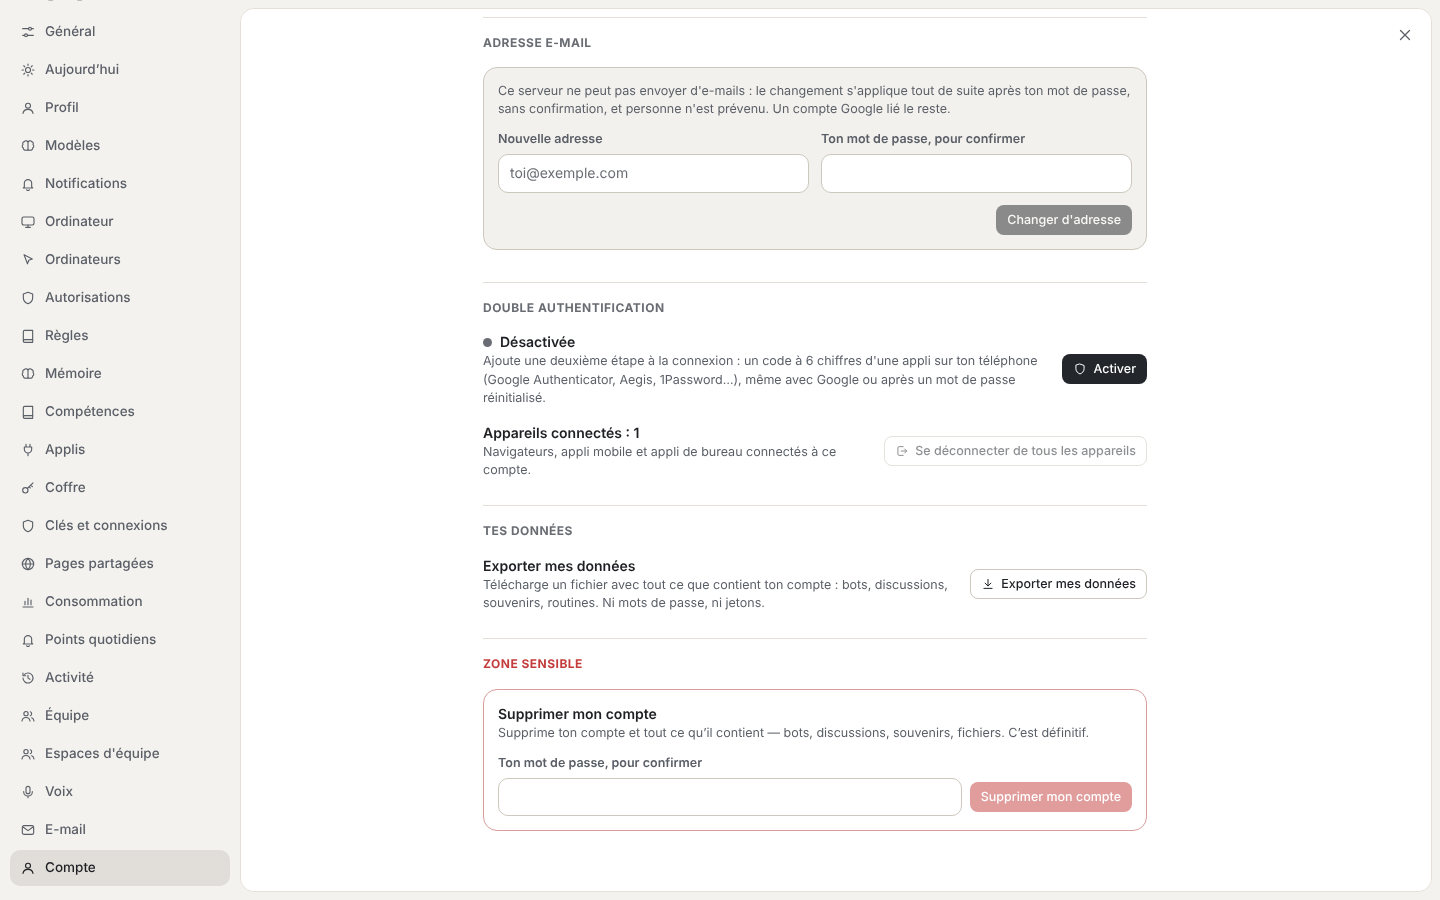 Général
Aujourd’hui
Profil
Modèles
Notifications
Ordinateur
Ordinateurs
Autorisations
Règles
Mémoire
Compétences
Applis
Coffre
Clés et connexions
Pages partagées
Consommation
Points quotidiens
Activité
Équipe
Espaces d'équipe
Voix
E-mail
Compte
ADRESSE E-MAIL
Ce serveur ne peut pas envoyer d'e-mails : le changement s'applique tout de suite après ton mot de passe,
sans confirmation, et personne n'est prévenu. Un compte Google lié le reste.
Nouvelle adresse
Ton mot de passe, pour confirmer
toi@exemple.com
Changer d'adresse
DOUBLE AUTHENTIFICATION
Désactivée
Ajoute une deuxième étape à la connexion : un code à 6 chiffres d'une appli sur ton téléphone
(Google Authenticator, Aegis, 1Password…), même avec Google ou après un mot de passe
réinitialisé.
Activer
Appareils connectés : 1
Navigateurs, appli mobile et appli de bureau connectés à ce
compte.
Se déconnecter de tous les appareils
TES DONNÉES
Exporter mes données
Télécharge un fichier avec tout ce que contient ton compte : bots, discussions,
souvenirs, routines. Ni mots de passe, ni jetons.
Exporter mes données
ZONE SENSIBLE
Supprimer mon compte
Supprime ton compte et tout ce qu’il contient — bots, discussions, souvenirs, fichiers. C’est définitif.
Ton mot de passe, pour confirmer
Supprimer mon compte